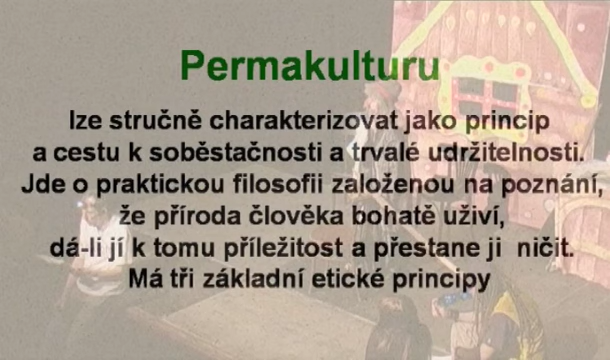 Permakulturu
lze stručně charakterizovat jako princip
a cestu k soběstačnosti a trvalé udržitelnosti.
Jde o praktickou filosofii založenou na poznání,
že příroda člověka bohatě uživí,
dá-li jí k tomu příležitost a přestane ji ničit.
Má tři základní etické principy